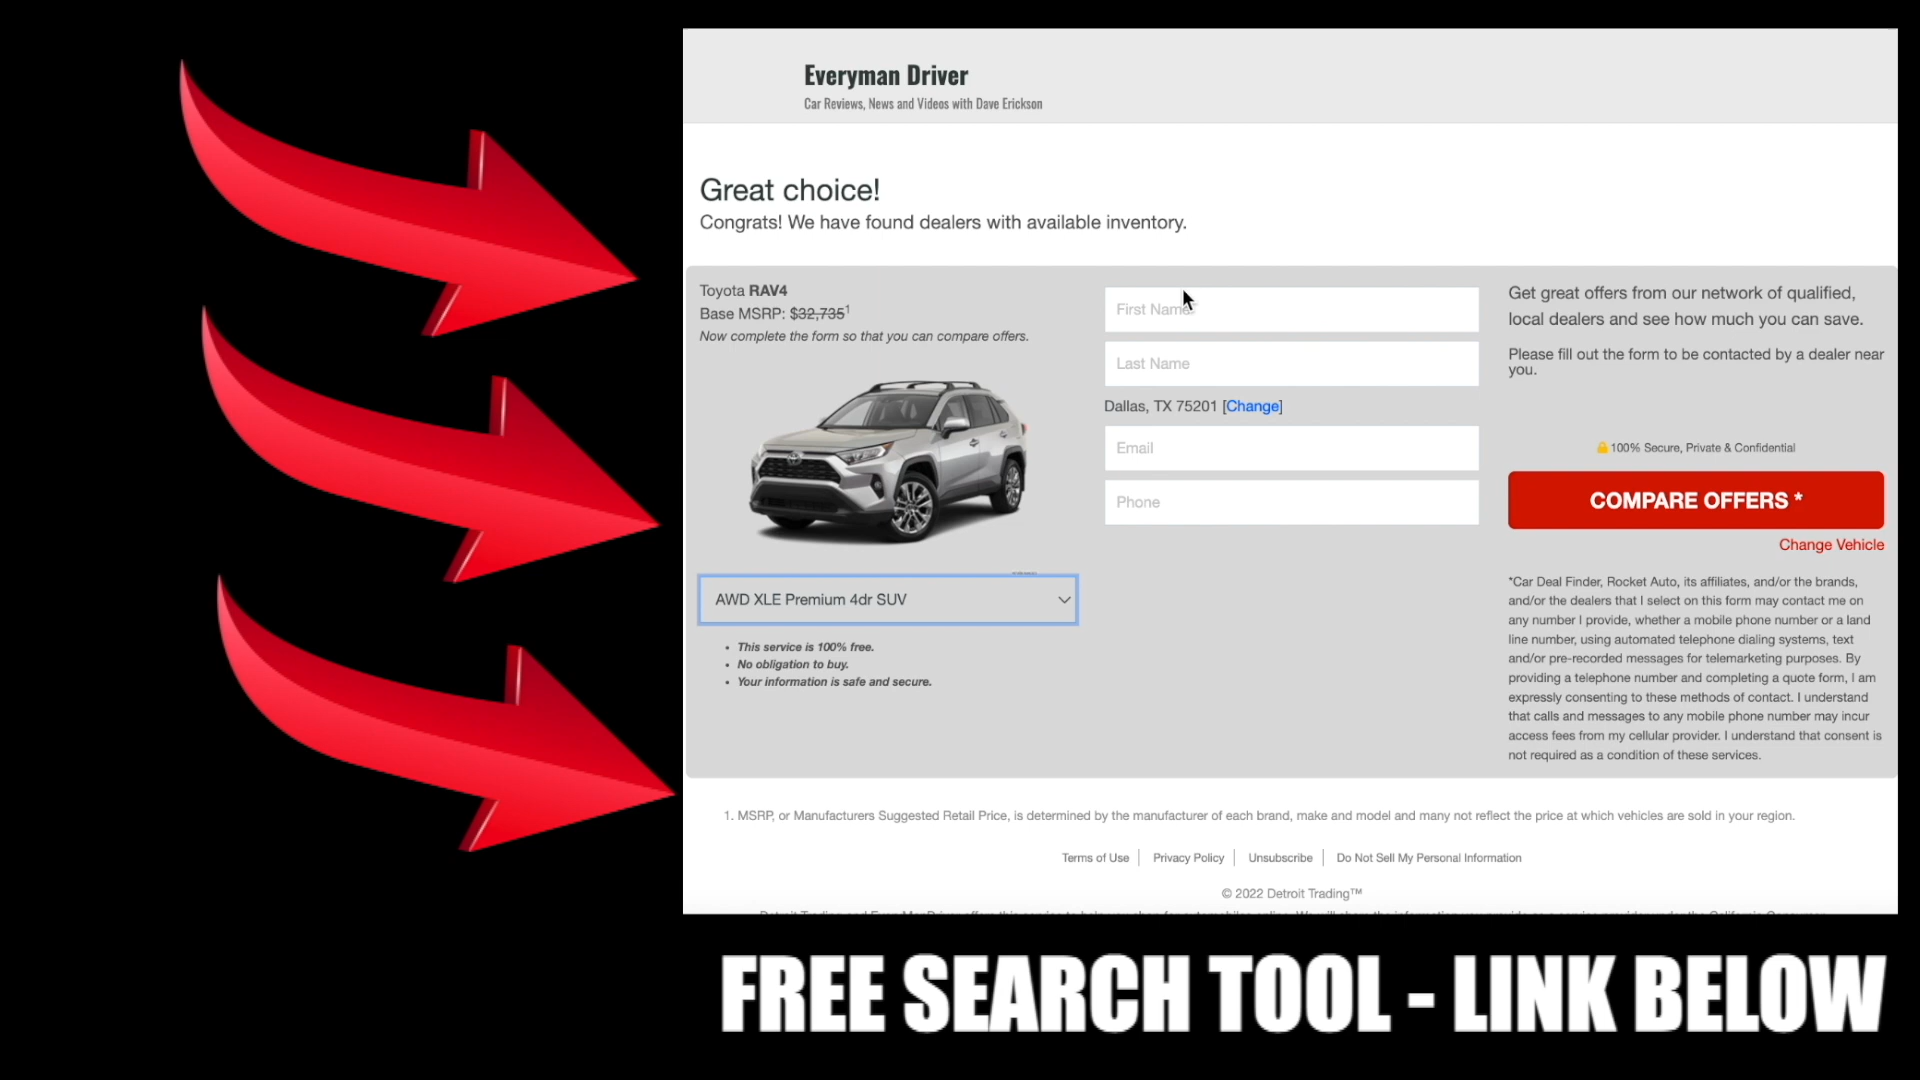 Everyman Driver
Car Reviews, News and Videos with Dave Erickson
Great choice!
Congrats! We have found dealers with available inventory.
Toyota RAV4
Base MSRP: $32,735¹
Now complete the form so that you can compare offers.
AWD XLE Premium 4dr SUV
• This service is 100% free.
• No obligation to buy.
• Your information is safe and secure.
First Name
Last Name
Dallas, TX 75201 [Change]
Email
Phone
Get great offers from our network of qualified,
local dealers and see how much you can save.
Please fill out the form to be contacted by a dealer near
you.
100% Secure, Private & Confidential
COMPARE OFFERS *
Change Vehicle
*Car Deal Finder, Rocket Auto, its affiliates, and/or the brands,
and/or the dealers that I select on this form may contact me on
any number I provide, whether a mobile phone number or a land
line number, using automated telephone dialing systems, text
and/or pre-recorded messages for telemarketing purposes. By
providing a telephone number and completing a quote form, I am
expressly consenting to these methods of contact. I understand
that calls and messages to any mobile phone number may incur
access fees from my cellular provider. I understand that consent is
not required as a condition of these services.
1. MSRP, or Manufacturers Suggested Retail Price, is determined by the manufacturer of each brand, make and model and many not reflect the price at which vehicles are sold in your region.
Terms of Use | Privacy Policy | Unsubscribe | Do Not Sell My Personal Information
© 2022 Detroit Trading™
FREE SEARCH TOOL - LINK BELOW